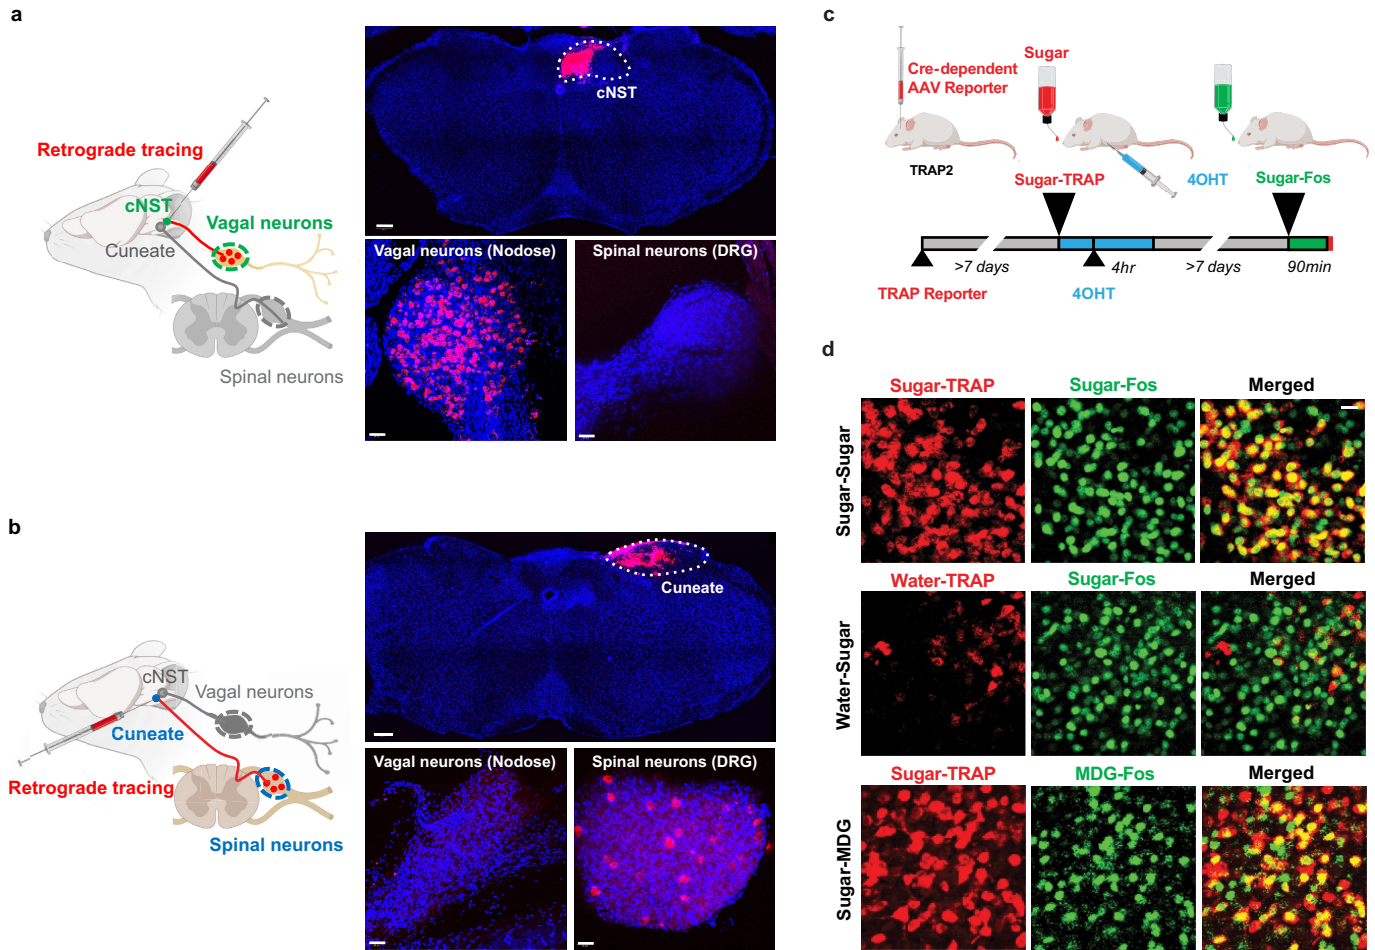 a
Retrograde tracing
cNST
Vagal neurons
Cuneate
Spinal neurons
cNST
Vagal neurons (Nodose)
Spinal neurons (DRG)
b
cNST
Vagal neurons
Cuneate
Retrograde tracing
Spinal neurons
Cuneate
Vagal neurons (Nodose)
Spinal neurons (DRG)
c
Cre-dependent
AAV Reporter
Sugar
TRAP2
Sugar-TRAP
4OHT
Sugar-Fos
>7 days
4hr
>7 days
90min
TRAP Reporter
4OHT
d
Sugar-TRAP
Sugar-Fos
Merged
Sugar-Sugar
Water-TRAP
Sugar-Fos
Merged
Water-Sugar
Sugar-TRAP
MDG-Fos
Merged
Sugar-MDG